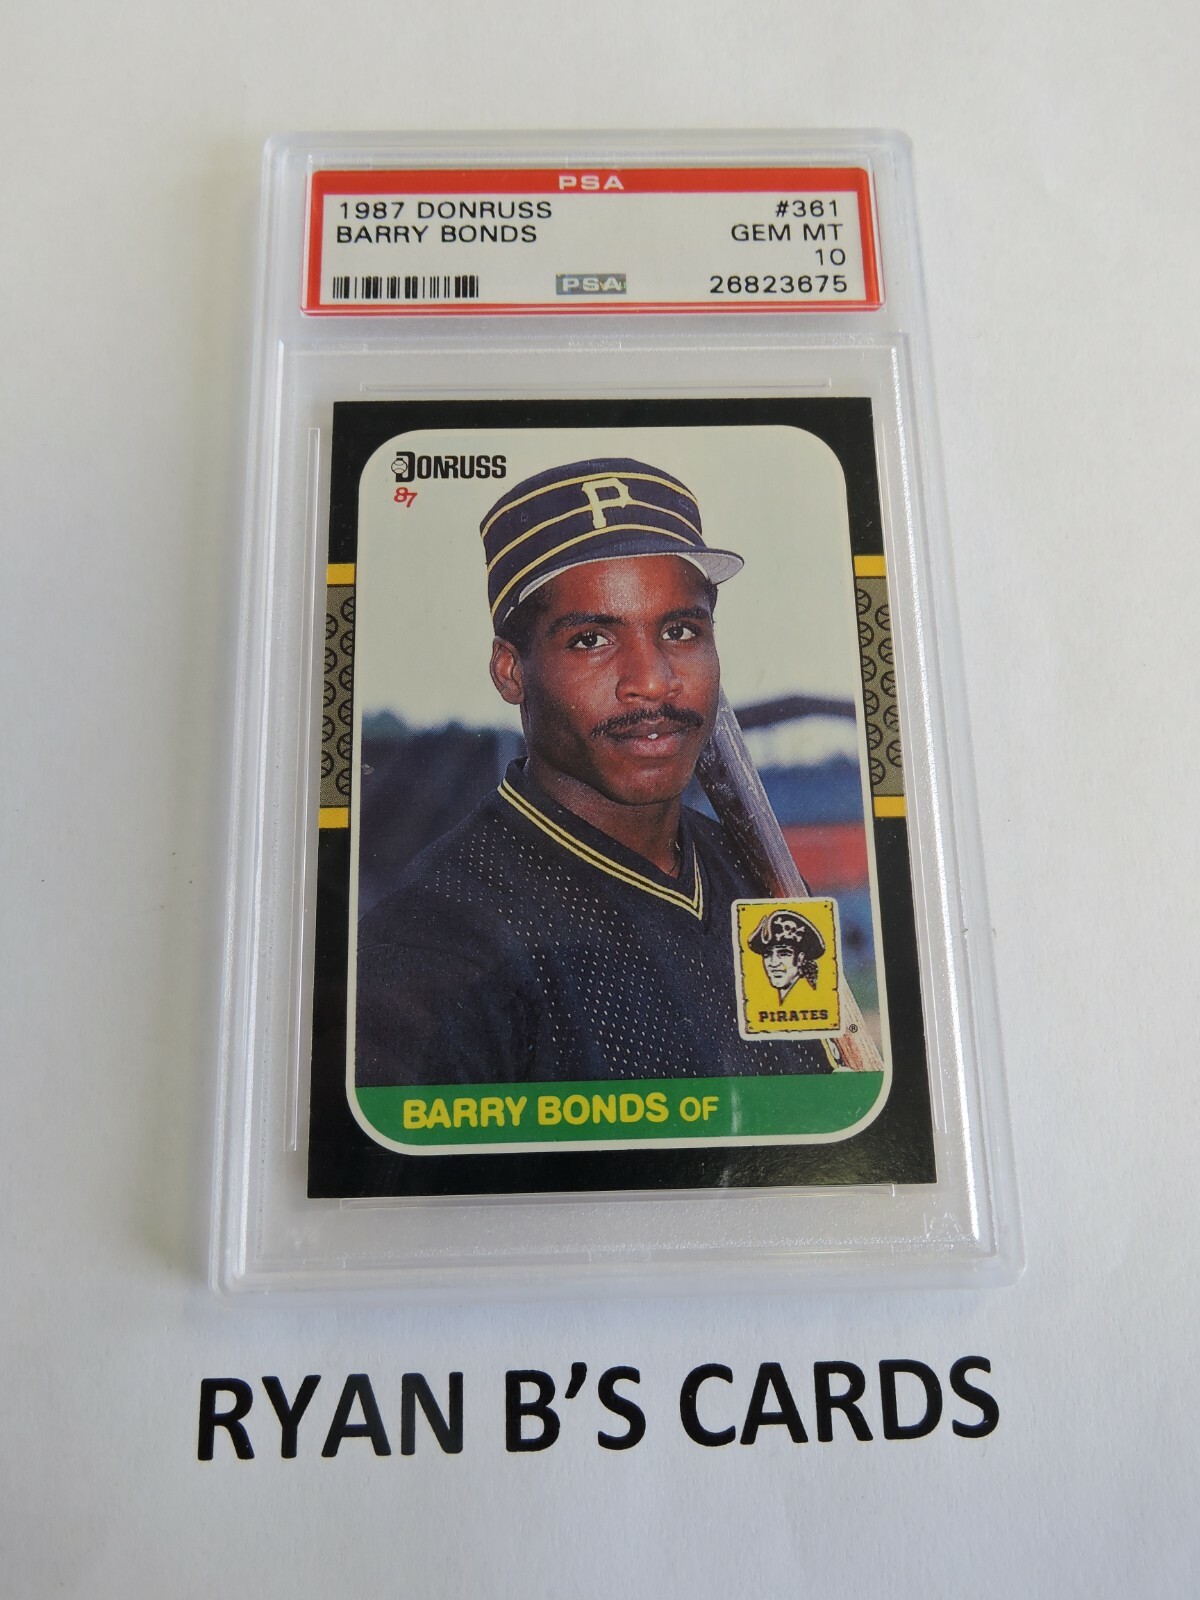 PSA
1987 DONRUSS #361
BARRY BONDS GEM MT
10
PSA 26823675
DONRUSS
87
P
PIRATES
®
BARRY BONDS OF
RYAN B'S CARDS